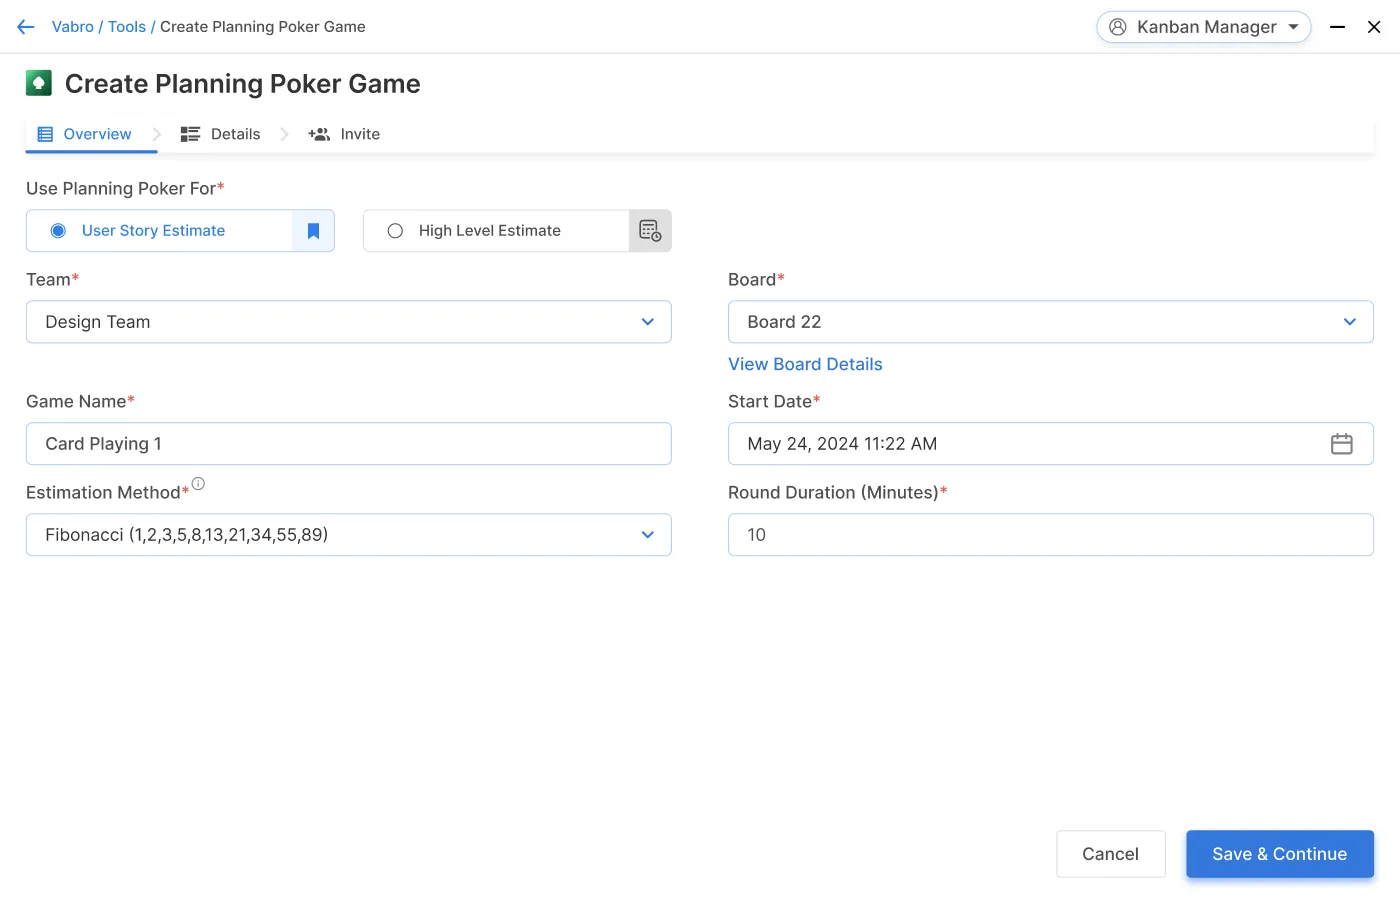 Vabro / Tools / Create Planning Poker Game
Kanban Manager
Create Planning Poker Game
Overview
Details
Invite
Use Planning Poker For*
User Story Estimate
High Level Estimate
Team*
Board*
Design Team
Board 22
View Board Details
Game Name*
Start Date*
Card Playing 1
May 24, 2024 11:22 AM
Estimation Method*
Round Duration (Minutes)*
Fibonacci (1,2,3,5,8,13,21,34,55,89)
10
Cancel
Save & Continue